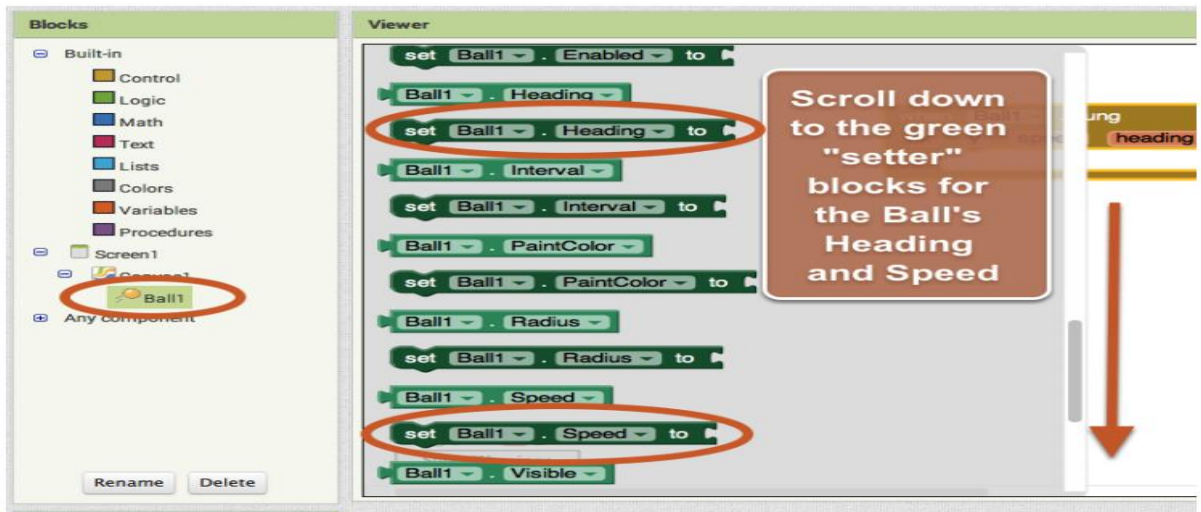 Blocks
Built-in
Control
Logic
Math
Text
Lists
Colors
Variables
Procedures
Screen1
Canvas1
Ball1
Any component
Rename Delete
Viewer
set Ball1 . Enabled to
Ball1 . Heading
set Ball1 . Heading to
Ball1 . Interval
set Ball1 . Interval to
Ball1 . PaintColor
set Ball1 . PaintColor to
Ball1 . Radius
set Ball1 . Radius to
Ball1 . Speed
set Ball1 . Speed to
Ball1 . Visible
Scroll down
to the green
"setter"
blocks for
the Ball's
Heading
and Speed
heading